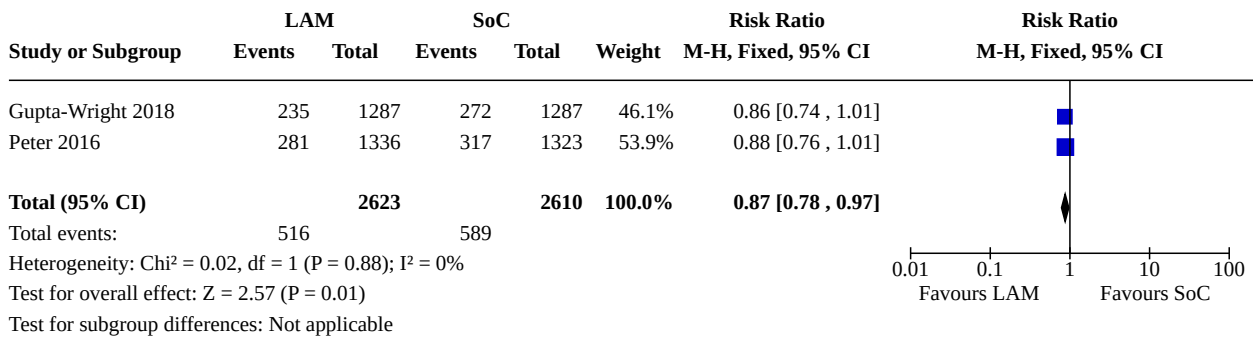 LAM SoC Risk Ratio Risk Ratio
Study or Subgroup Events Total Events Total Weight M-H, Fixed, 95% CI M-H, Fixed, 95% CI
Gupta-Wright 2018 235 1287 272 1287 46.1% 0.86 [0.74 , 1.01]
Peter 2016 281 1336 317 1323 53.9% 0.88 [0.76 , 1.01]
Total (95% CI) 2623 2610 100.0% 0.87 [0.78 , 0.97]
Total events: 516 589
Heterogeneity: Chi² = 0.02, df = 1 (P = 0.88); I² = 0%
0.01 0.1 1 10 100
Test for overall effect: Z = 2.57 (P = 0.01) Favours LAM Favours SoC
Test for subgroup differences: Not applicable